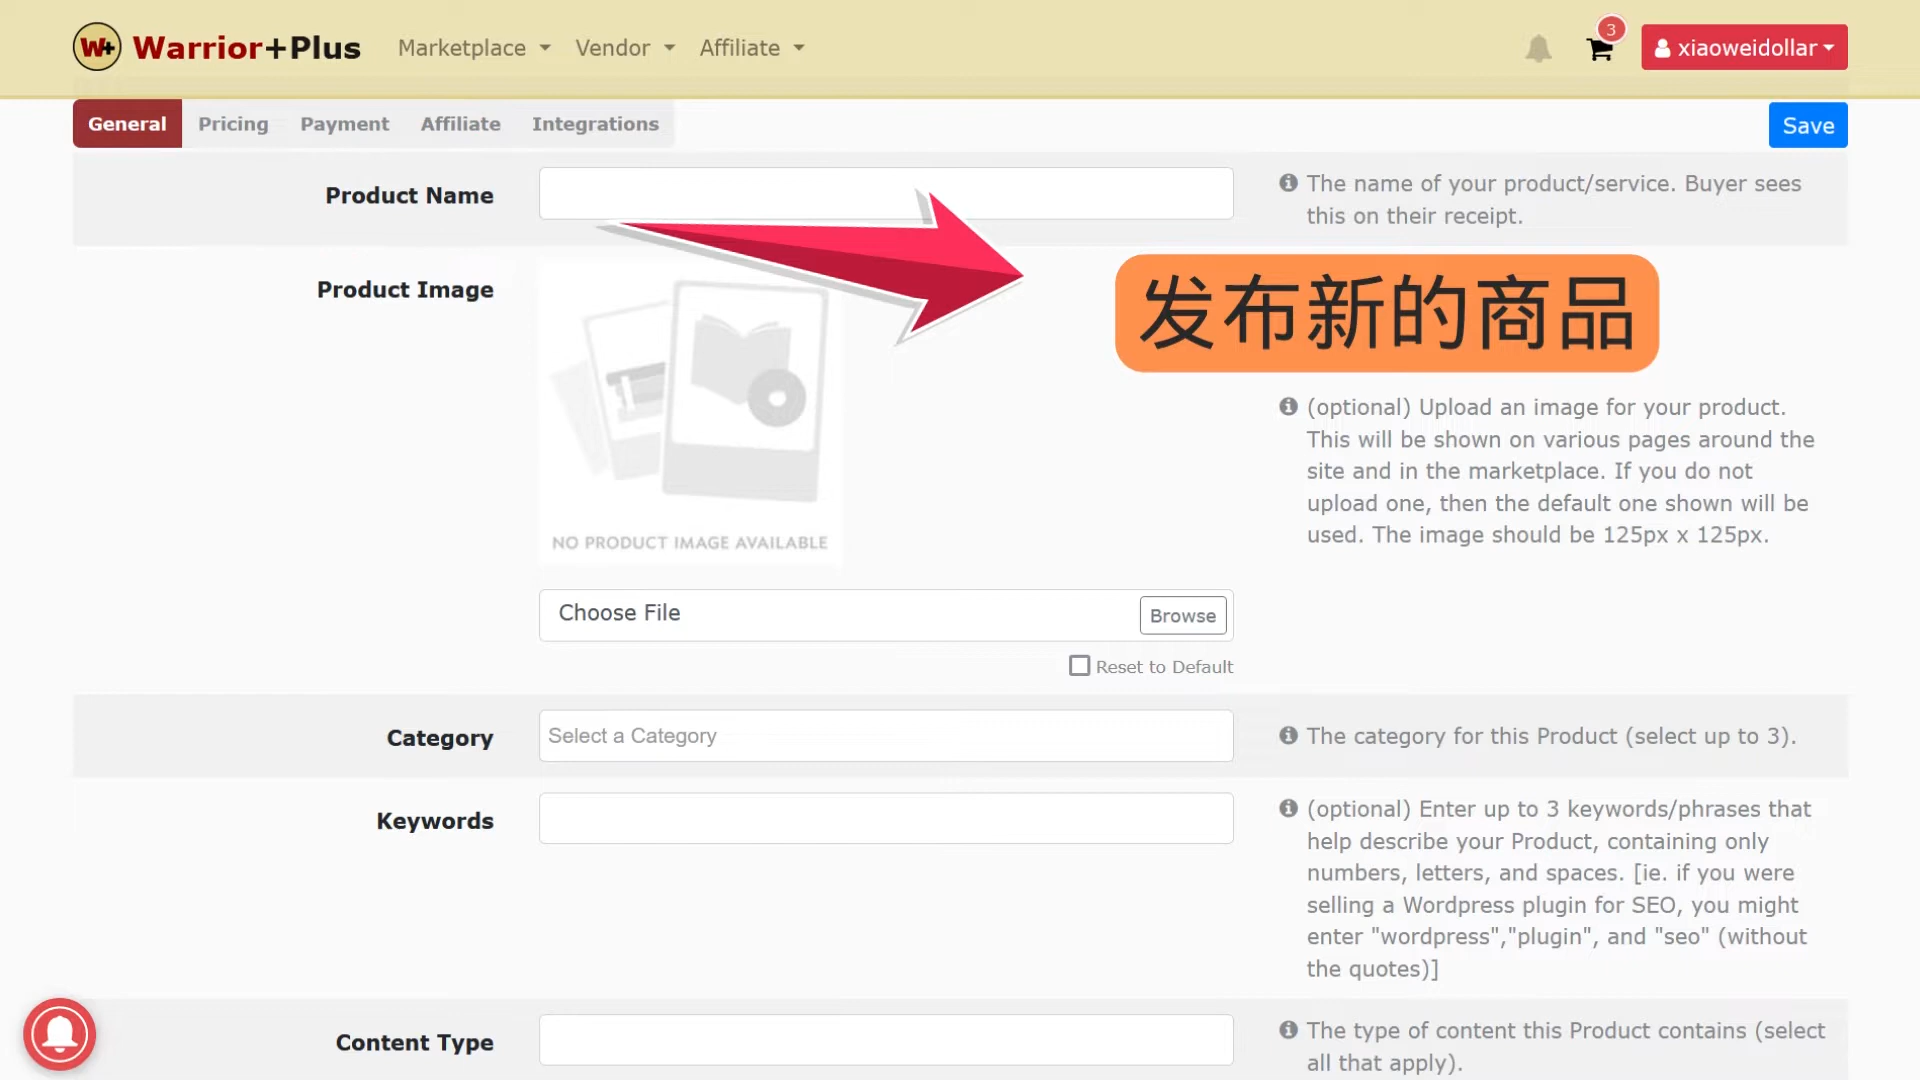 W+ Warrior+Plus Marketplace Vendor Affiliate 3 xiaoweidollar
General Pricing Payment Affiliate Integrations Save
Product Name
The name of your product/service. Buyer sees
this on their receipt.
Product Image
发布新的商品
(optional) Upload an image for your product.
This will be shown on various pages around the
site and in the marketplace. If you do not
upload one, then the default one shown will be
used. The image should be 125px x 125px.
NO PRODUCT IMAGE AVAILABLE
Choose File Browse
Reset to Default
Category
Select a Category
The category for this Product (select up to 3).
Keywords
(optional) Enter up to 3 keywords/phrases that
help describe your Product, containing only
numbers, letters, and spaces. [ie. if you were
selling a Wordpress plugin for SEO, you might
enter "wordpress","plugin", and "seo" (without
the quotes)]
Content Type
The type of content this Product contains (select
all that apply).